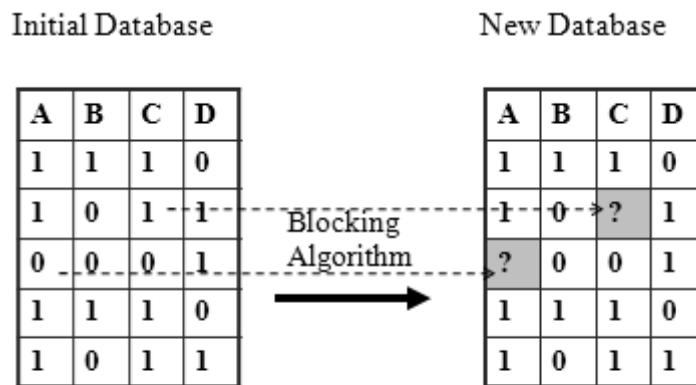 Initial Database New Database
A B C D A B C D
1 1 1 0 1 1 1 0
1 0 1 1 1 0 ? 1
Blocking
Algorithm
0 0 0 1 ? 0 0 1
1 1 1 0 1 1 1 0
1 0 1 1 1 0 1 1